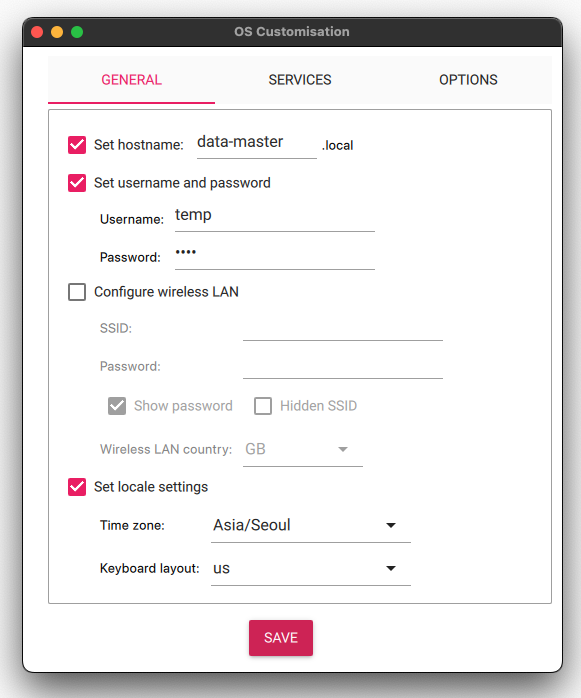 OS Customisation
GENERAL SERVICES OPTIONS
Set hostname: data-master .local
Set username and password
Username: temp
Password: ••••
Configure wireless LAN
SSID:
Password:
Show password Hidden SSID
Wireless LAN country: GB
Set locale settings
Time zone: Asia/Seoul
Keyboard layout: us
SAVE